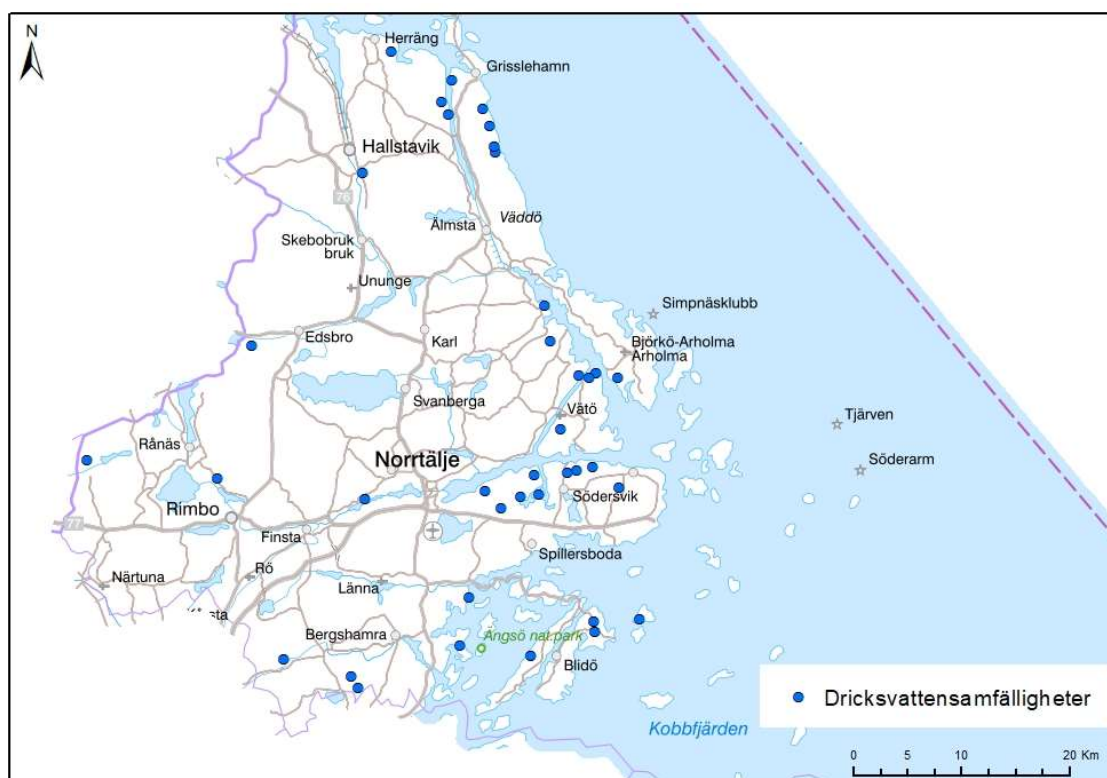 N
Herräng
Grisslehamn
Hallstavik
76
Väddö
Älmsta
Skebobruk
bruk
Ununge
Simpnäsklubb
Edsbro
Karl
Björkö-Arholma
Arholma
Svanberga
Vätö
Tjärven
Rånäs
Norrtälje
Söderarm
Södersvik
Rimbo
77
Finsta
Spillersboda
Rö
Närtuna
Länna
sta
Bergshamra
Ängsö nat.park
Blidö
Dricksvattensamfälligheter
Kobbfjärden
0 5 10 20 Km